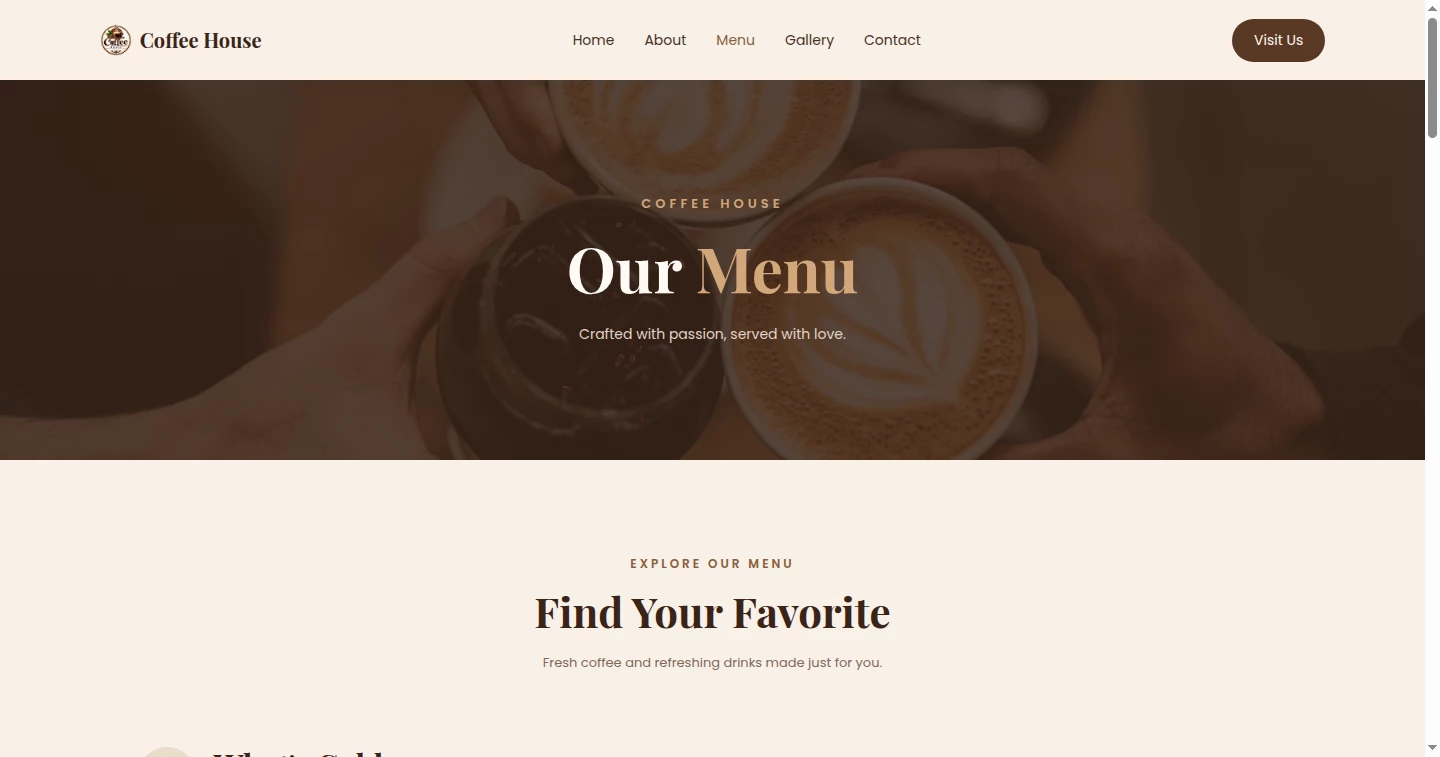 Coffee
Coffee House
Home
About
Menu
Gallery
Contact
Visit Us
COFFEE HOUSE
Our Menu
Crafted with passion, served with love.
EXPLORE OUR MENU
Find Your Favorite
Fresh coffee and refreshing drinks made just for you.